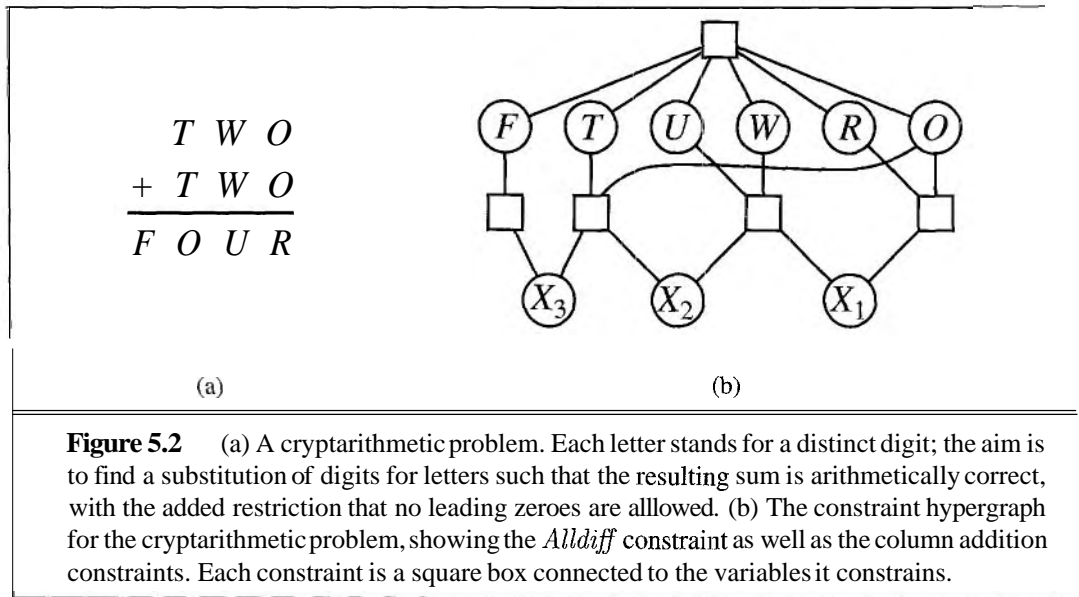 T W O
+ T W O
F O U R
(a)
F T U W R O
X3 X2 X1
(b)
Figure 5.2 (a) A cryptarithmetic problem. Each letter stands for a distinct digit; the aim is
to find a substitution of digits for letters such that the resulting sum is arithmetically correct,
with the added restriction that no leading zeroes are alllowed. (b) The constraint hypergraph
for the cryptarithmetic problem, showing the Alldiff constraint as well as the column addition
constraints. Each constraint is a square box connected to the variables it constrains.